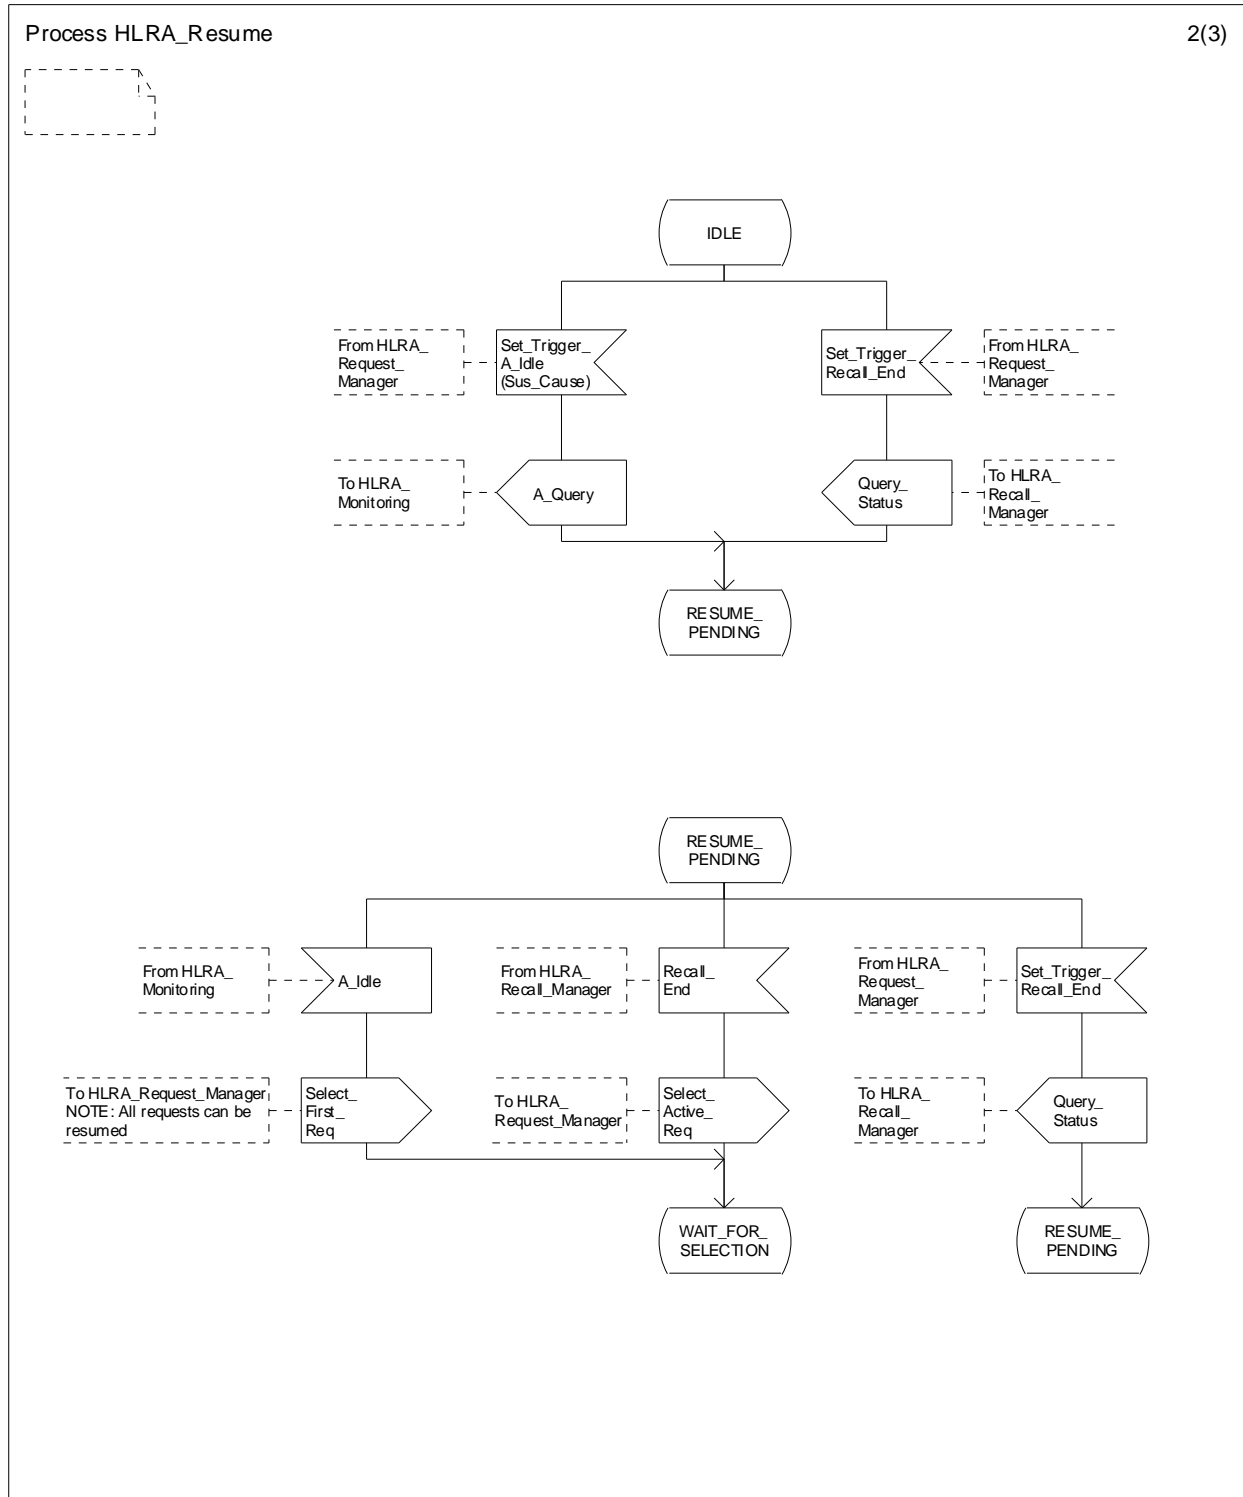 Process HLRA_Resume
2(3)
IDLE
From HLRA_
Request_
Manager
Set_Trigger_
A_Idle
(Sus_Cause)
Set_Trigger_
Recall_End
From HLRA_
Request_
Manager
To HLRA_
Monitoring
A_Query
Query_
Status
To HLRA_
Recall_
Manager
RESUME_
PENDING
RESUME_
PENDING
From HLRA_
Monitoring
A_Idle
From HLRA_
Recall_Manager
Recall_
End
From HLRA_
Request_
Manager
Set_Trigger_
Recall_End
To HLRA_Request_Manager
NOTE: All requests can be
resumed
Select_
First_
Req
To HLRA_
Request_Manager
Select_
Active_
Req
To HLRA_
Recall_
Manager
Query_
Status
WAIT_FOR_
SELECTION
RESUME_
PENDING